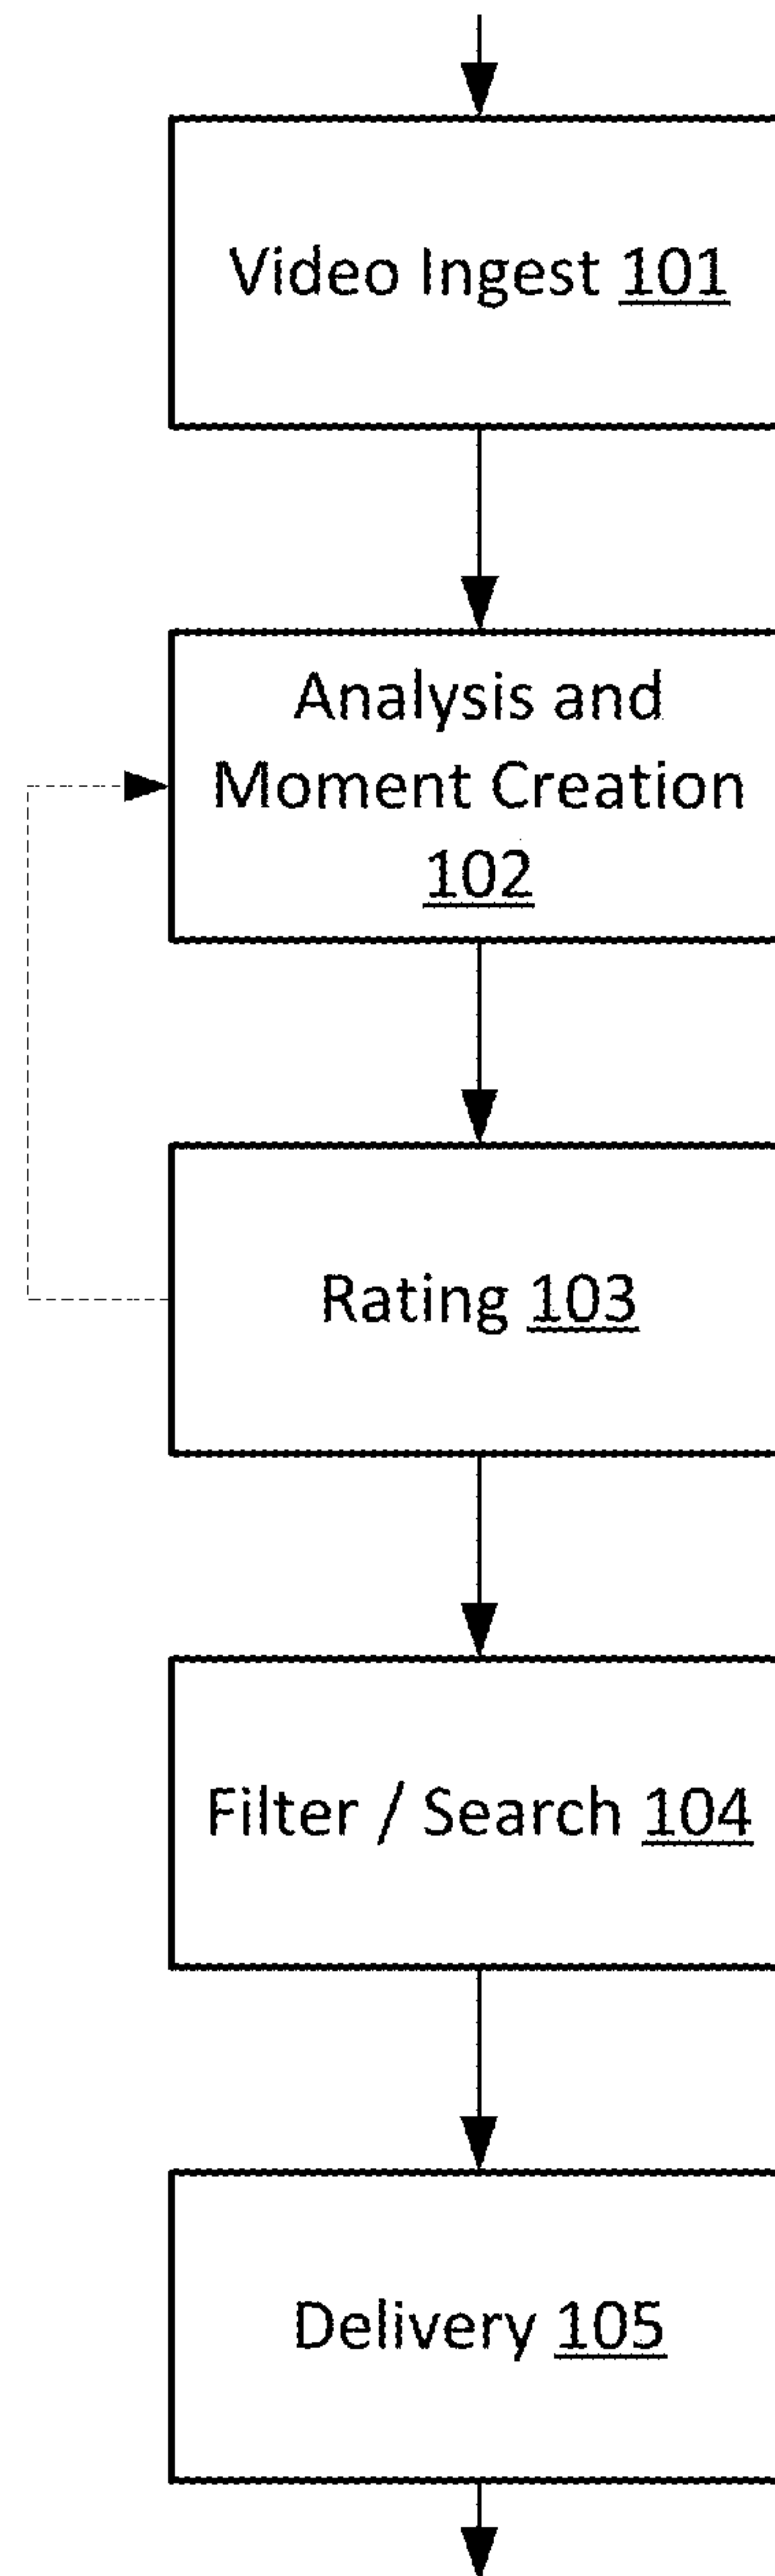 Video Ingest 101
Analysis and
Moment Creation
102
Rating 103
Filter / Search 104
Delivery 105